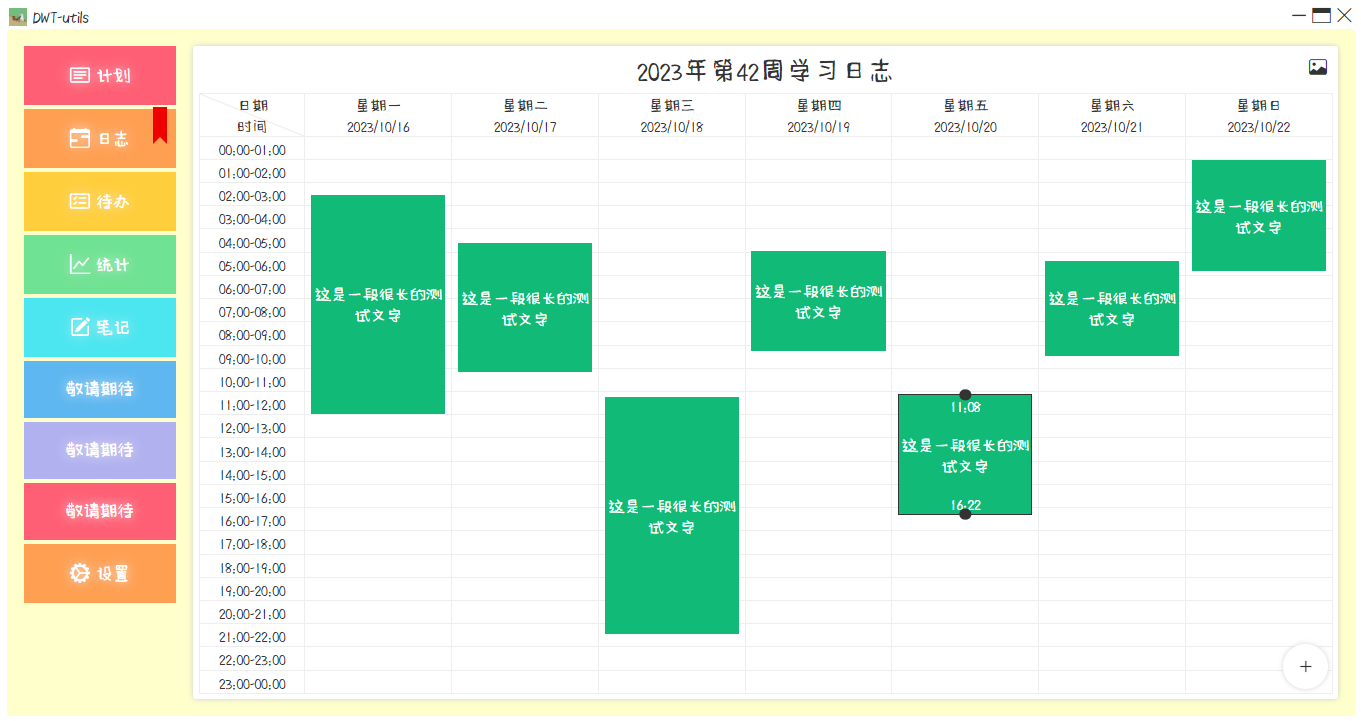 DWT-utils
计划
日志
待办
统计
笔记
敬请期待
敬请期待
敬请期待
设置
2023年第42周学习日志
日期
时间
星期一
2023/10/16
星期二
2023/10/17
星期三
2023/10/18
星期四
2023/10/19
星期五
2023/10/20
星期六
2023/10/21
星期日
2023/10/22
00:00-01:00
01:00-02:00
02:00-03:00
03:00-04:00
04:00-05:00
05:00-06:00
06:00-07:00
07:00-08:00
08:00-09:00
09:00-10:00
10:00-11:00
11:00-12:00
12:00-13:00
13:00-14:00
14:00-15:00
15:00-16:00
16:00-17:00
17:00-18:00
18:00-19:00
19:00-20:00
20:00-21:00
21:00-22:00
22:00-23:00
23:00-00:00
这是一段很长的测
试文字
这是一段很长的测
试文字
这是一段很长的测
试文字
这是一段很长的测
试文字
11:08
这是一段很长的测
试文字
16:22
这是一段很长的测
试文字
这是一段很长的测
试文字